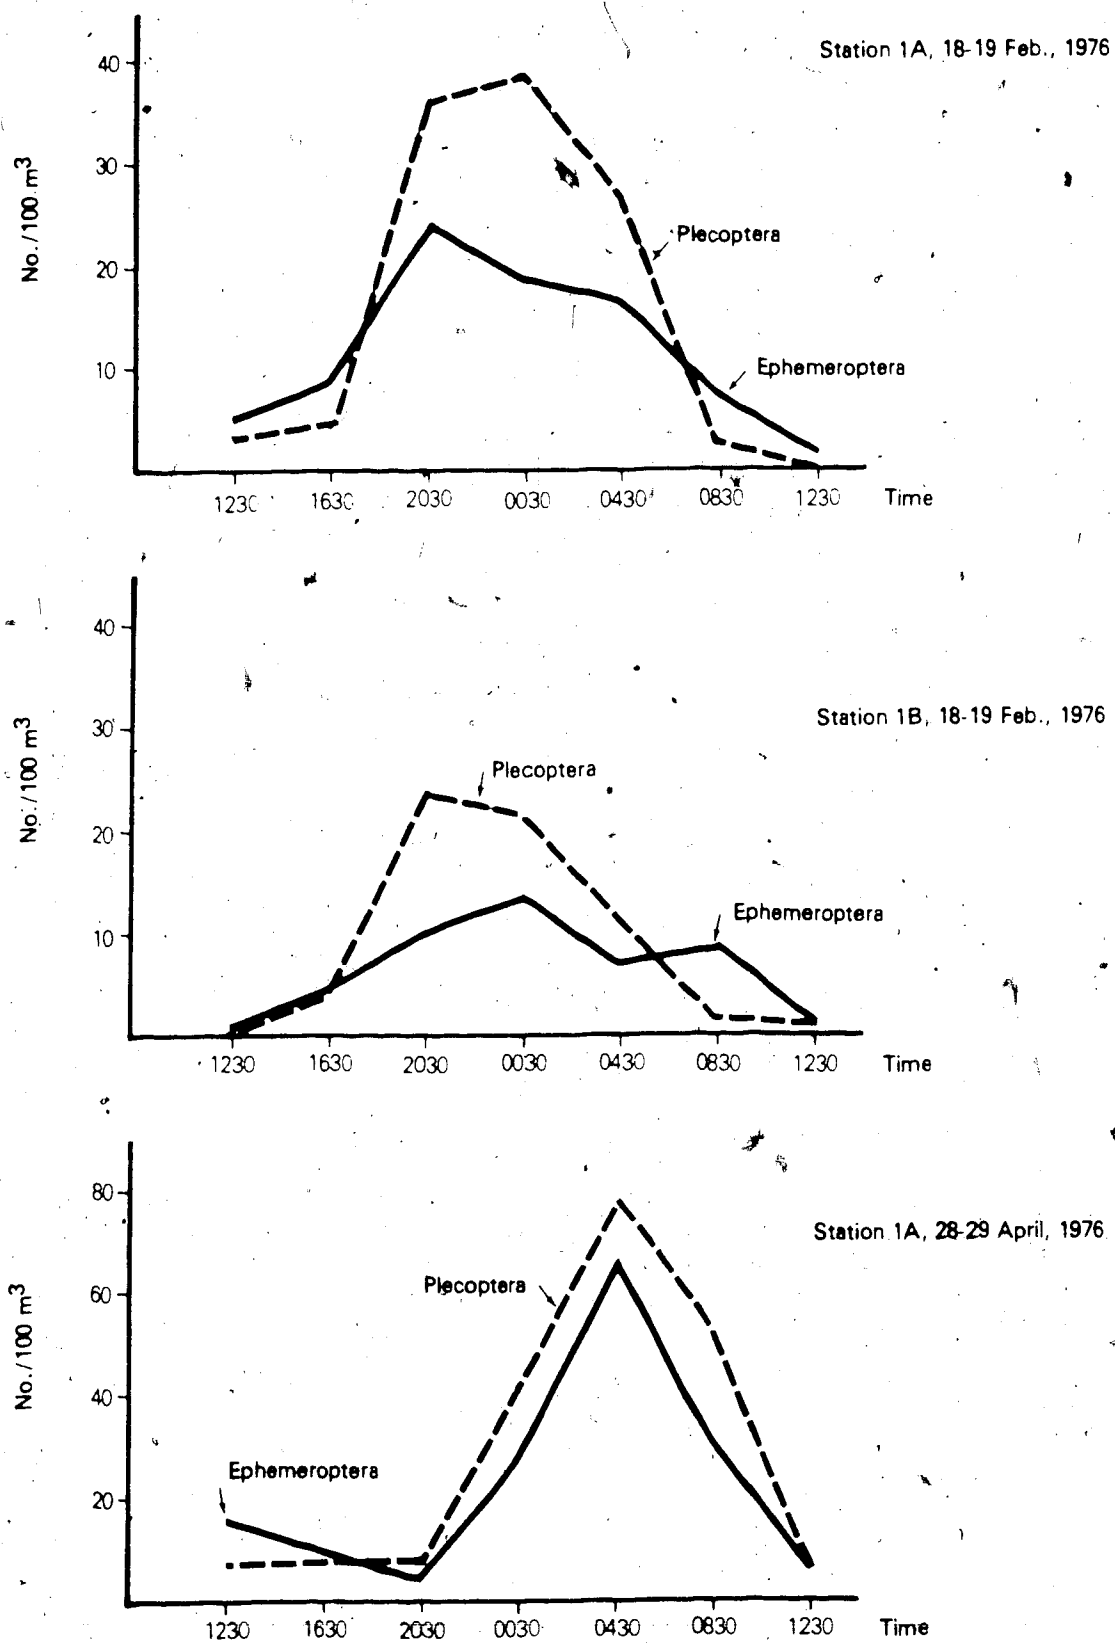 Station 1A, 18-19 Feb., 1976
40
30
20
10
No./100 m³
Plecoptera
Ephemeroptera
1230 1630 2030 0030 0430 0830 1230 Time
Station 1B, 18-19 Feb., 1976
40
30
20
10
No./100 m³
Plecoptera
Ephemeroptera
1230 1630 2030 0030 0430 0830 1230 Time
Station 1A, 28-29 April, 1976
80
60
40
20
No./100 m³
Plecoptera
Ephemeroptera
1230 1630 2030 0030 0430 0830 1230 Time